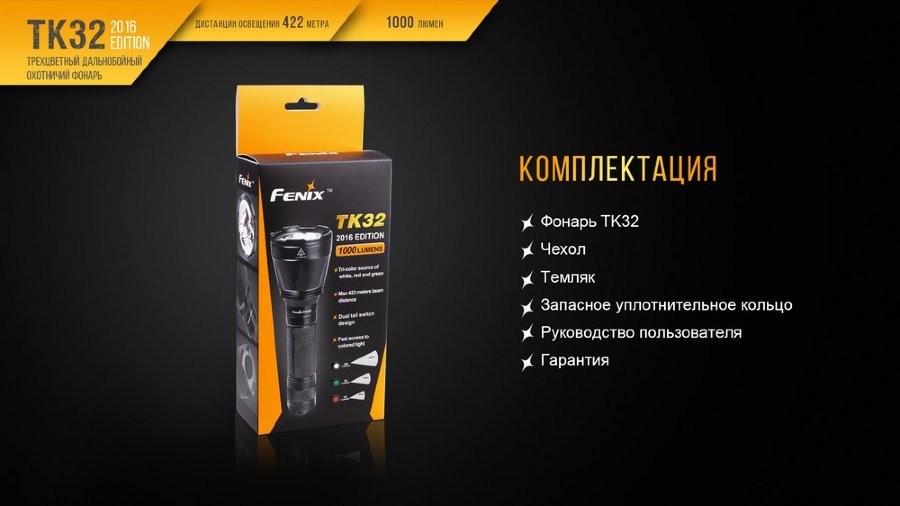 TK32 2016 EDITION
ТРЕХЦВЕТНЫЙ ДАЛЬНОБОЙНЫЙ
ОХОТНИЧИЙ ФОНАРЬ
ДИСТАНЦИЯ ОСВЕЩЕНИЯ 422 МЕТРА
1000 ЛЮМЕН
FENIX
FENIX™
TK32
2016 EDITION
1000 LUMENS
Tri-color source of
white, red and green
Max 422 meters beam
distance
Dual tail switch
design
Fast access to
colored light
КОМПЛЕКТАЦИЯ
Фонарь TK32
Чехол
Темляк
Запасное уплотнительное кольцо
Руководство пользователя
Гарантия